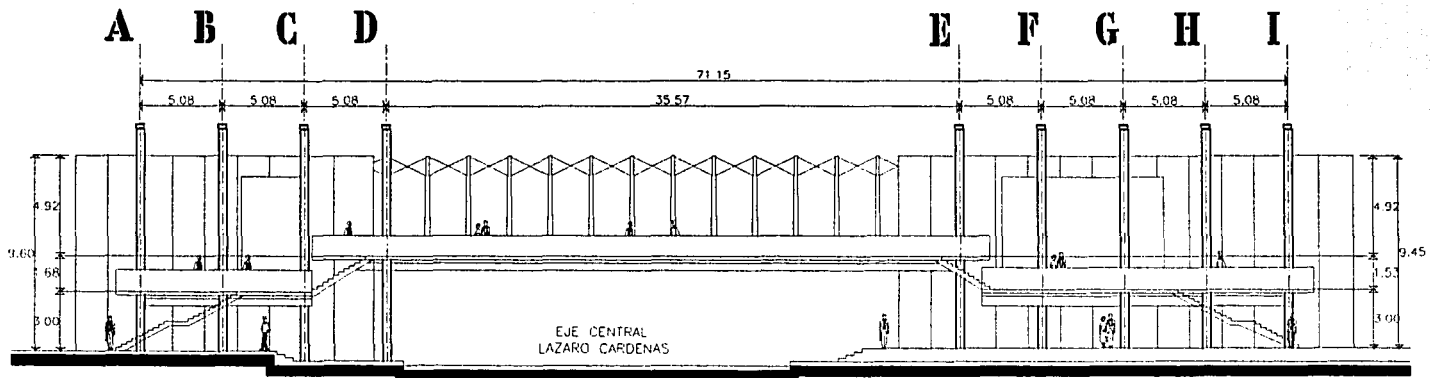 A B C D E F G H I
71.15
5.08 5.08 5.08 35.57 5.08 5.08 5.08 5.08
4.92 4.92
9.60 9.45
1.53
3.00 3.00
EJE CENTRAL
LAZARO CARDENAS